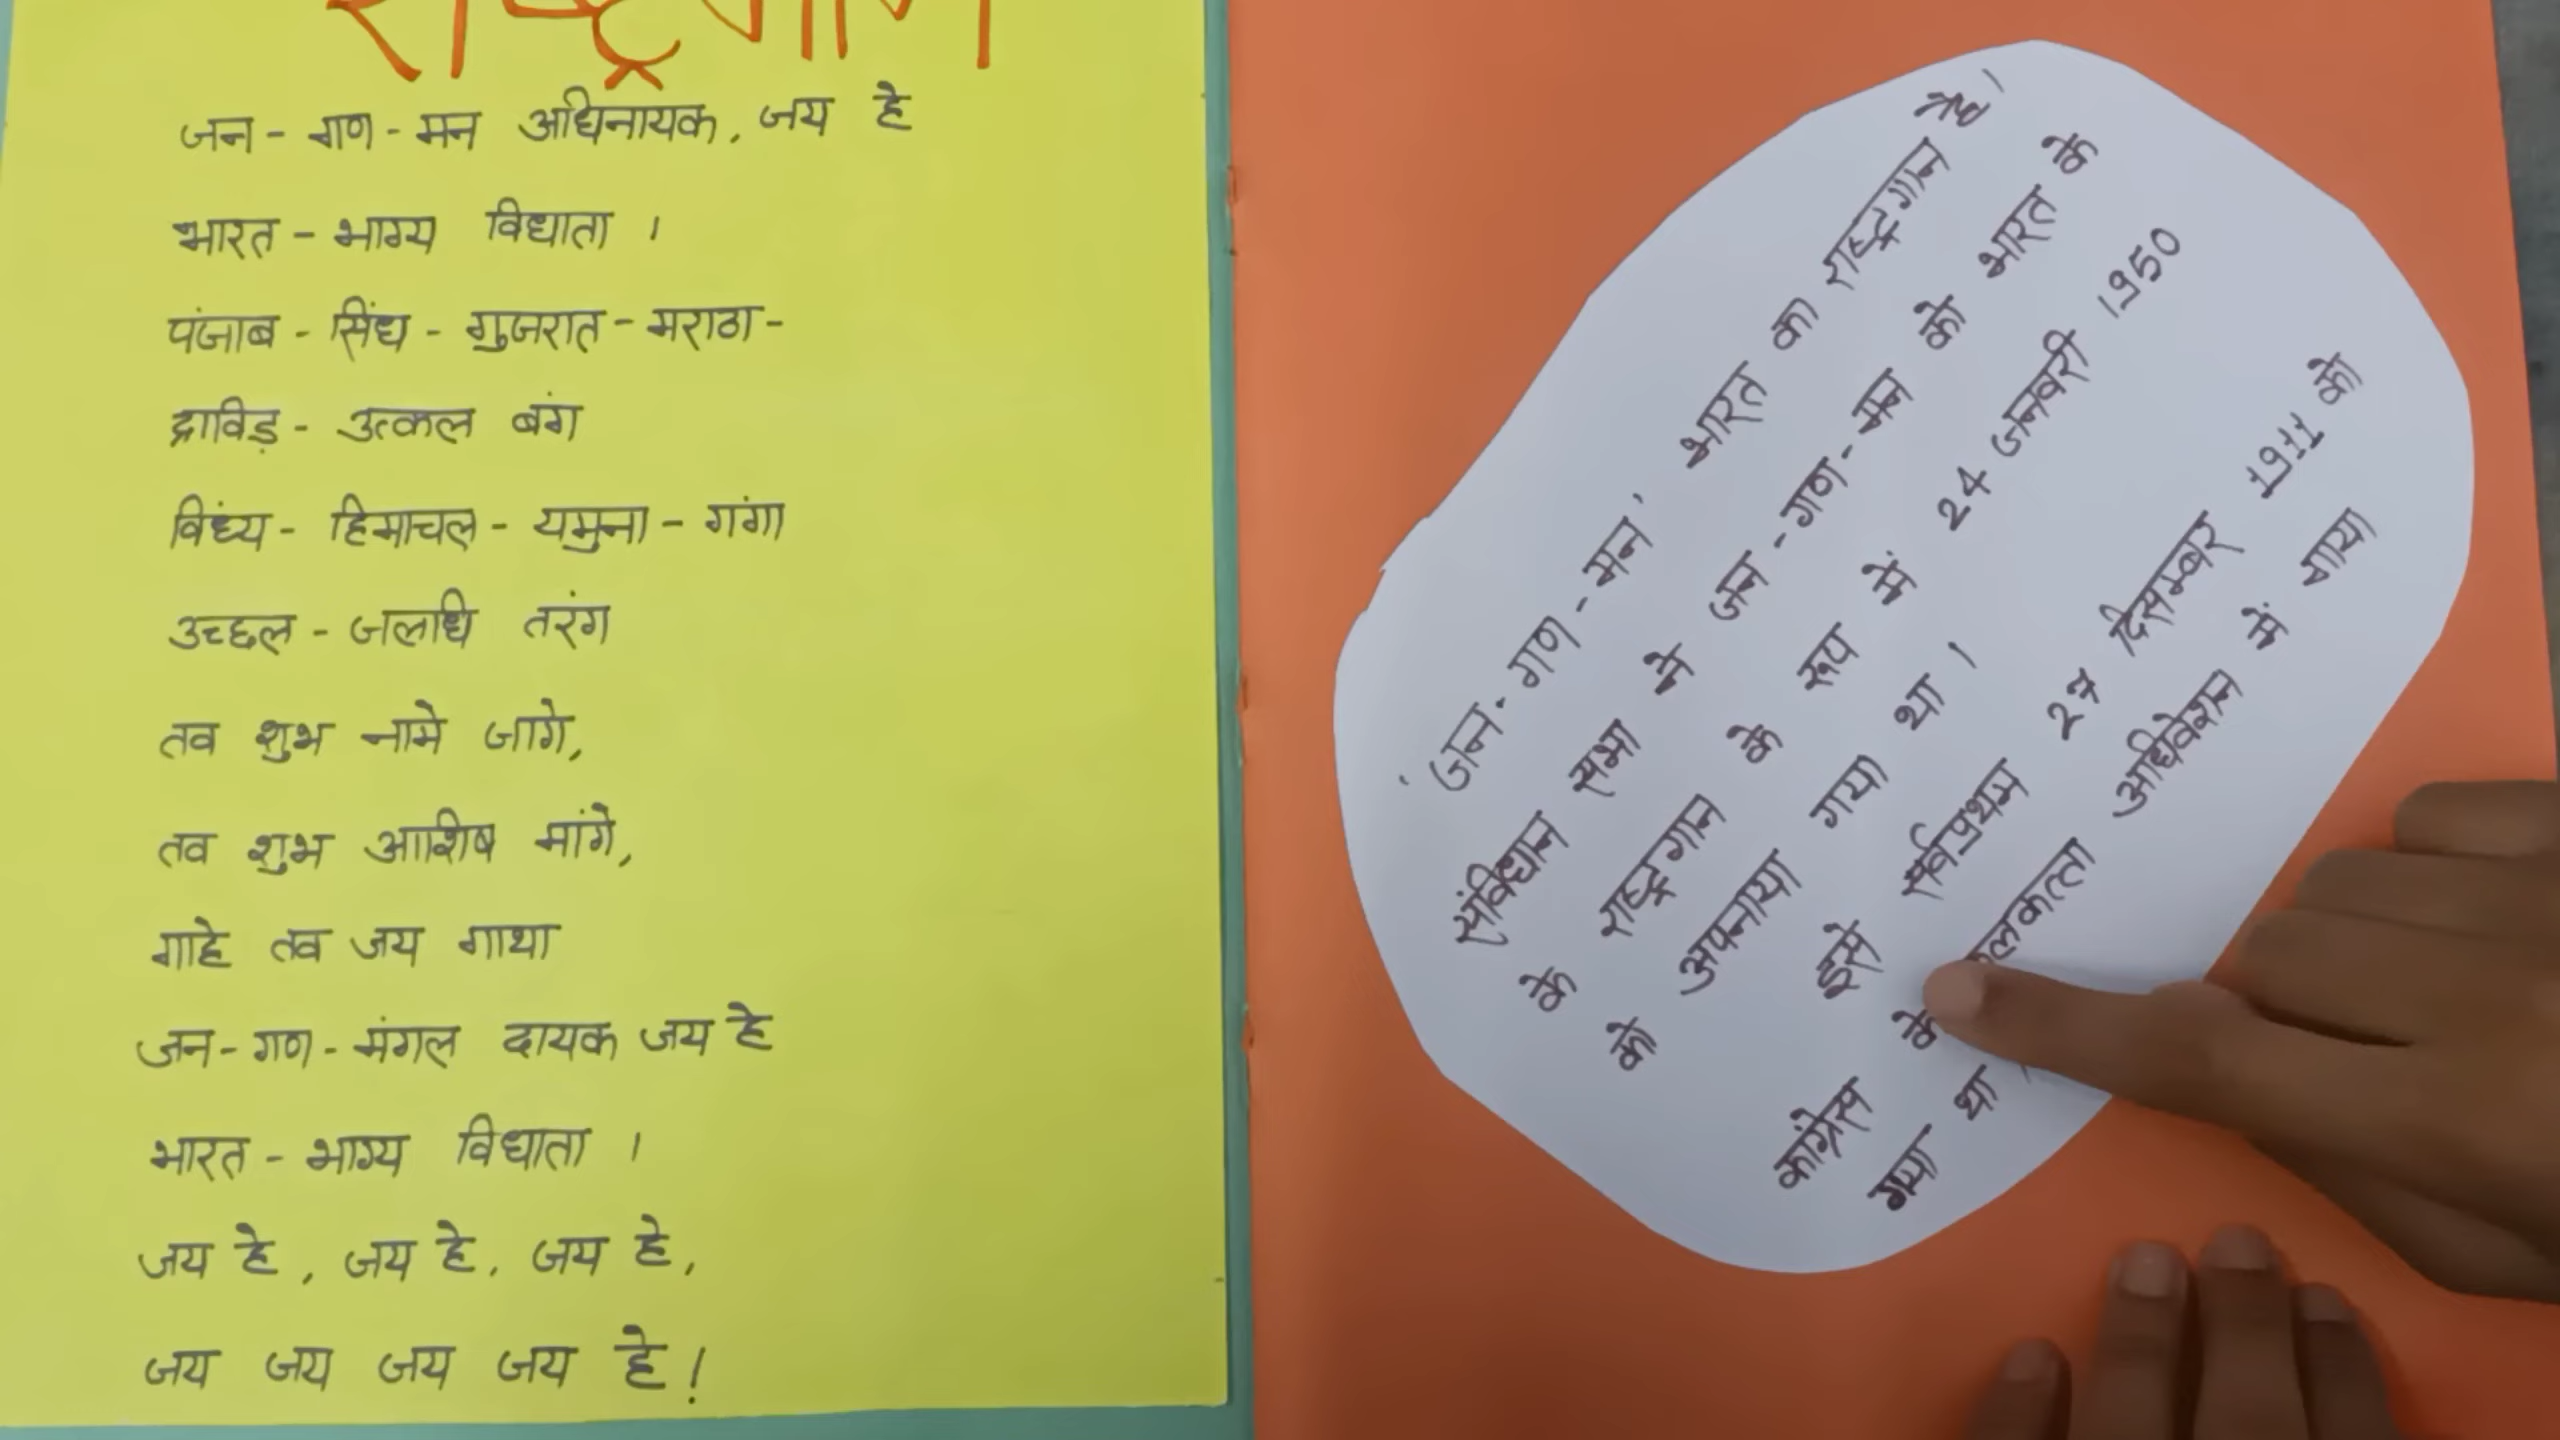 राष्ट्रगान
जन - गण - मन अधिनायक, जय हे
भारत - भाग्य विधाता ।
पंजाब - सिंध - गुजरात - मराठा -
द्राविड़ - उत्कल बंग
विंध्य - हिमाचल - यमुना - गंगा
उच्छल - जलधि तरंग
तव शुभ नामे जागे,
तव शुभ आशिष मांगे,
गाहे तव जय गाथा
जन - गण - मंगल दायक जय हे
भारत - भाग्य विधाता ।
जय हे, जय हे, जय हे,
जय जय जय जय हे!
'जन - गण - मन' भारत का राष्ट्रगान है।
संविधान सभा ने जन - गण - मन को भारत के
के राष्ट्रगान के रूप में 24 जनवरी 1950
को अपनाया गया था ।
इसे सर्वप्रथम 27 दिसम्बर 1911 को
कांग्रेस के कलकत्ता अधिवेशन में गाया
गया था ।